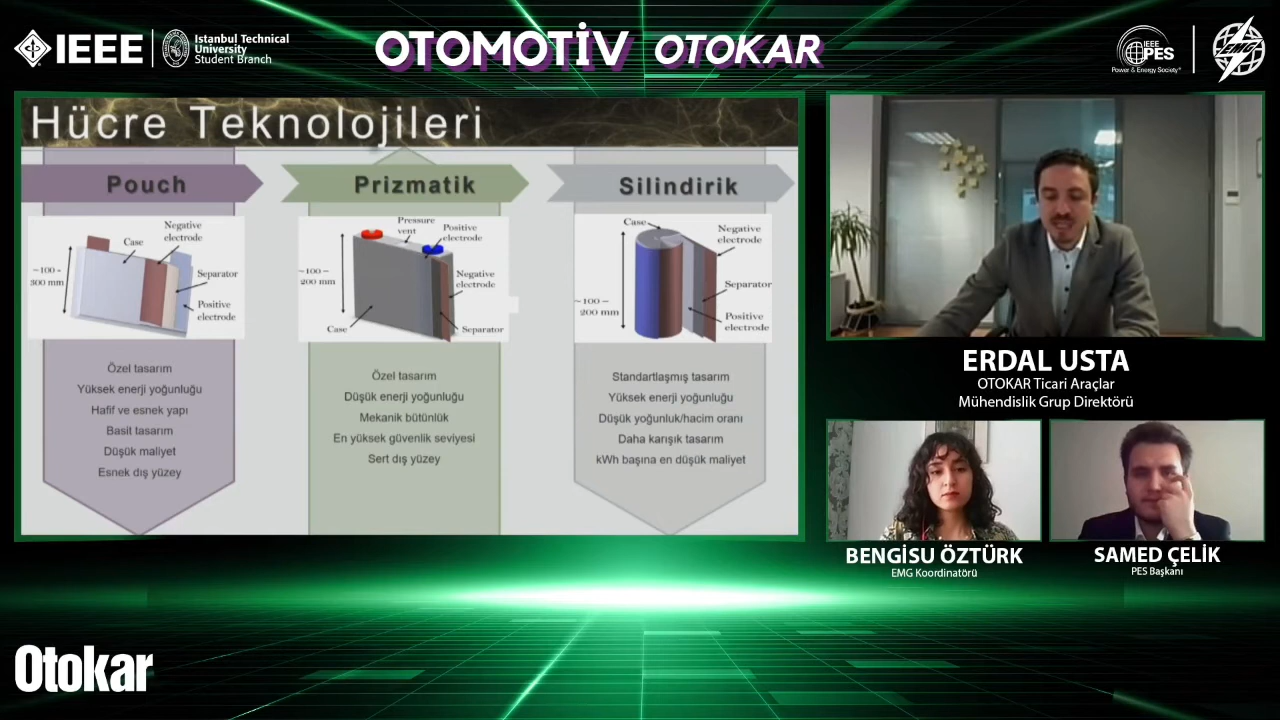 IEEE
Istanbul Technical
University
Student Branch
OTOMOTİV OTOKAR
IEEE
PES
Power & Energy Society®
EMG
Hücre Teknolojileri
Pouch
Case
Negative
electrode
~100 -
300 mm
Separator
Positive
electrode
Özel tasarım
Yüksek enerji yoğunluğu
Hafif ve esnek yapı
Basit tasarım
Düşük maliyet
Esnek dış yüzey
Prizmatik
Pressure
vent
Positive
electrode
~100 –
200 mm
Negative
electrode
Case
Separator
Özel tasarım
Düşük enerji yoğunluğu
Mekanik bütünlük
En yüksek güvenlik seviyesi
Sert dış yüzey
Silindirik
Case
Negative
electrode
~100 –
200 mm
Separator
Positive
electrode
Standartlaşmış tasarım
Yüksek enerji yoğunluğu
Düşük yoğunluk/hacim oranı
Daha karışık tasarım
kWh başına en düşük maliyet
ERDAL USTA
OTOKAR Ticari Araçlar
Mühendislik Grup Direktörü
BENGİSU ÖZTÜRK
EMG Koordinatörü
SAMED ÇELİK
PES Başkanı
Otokar